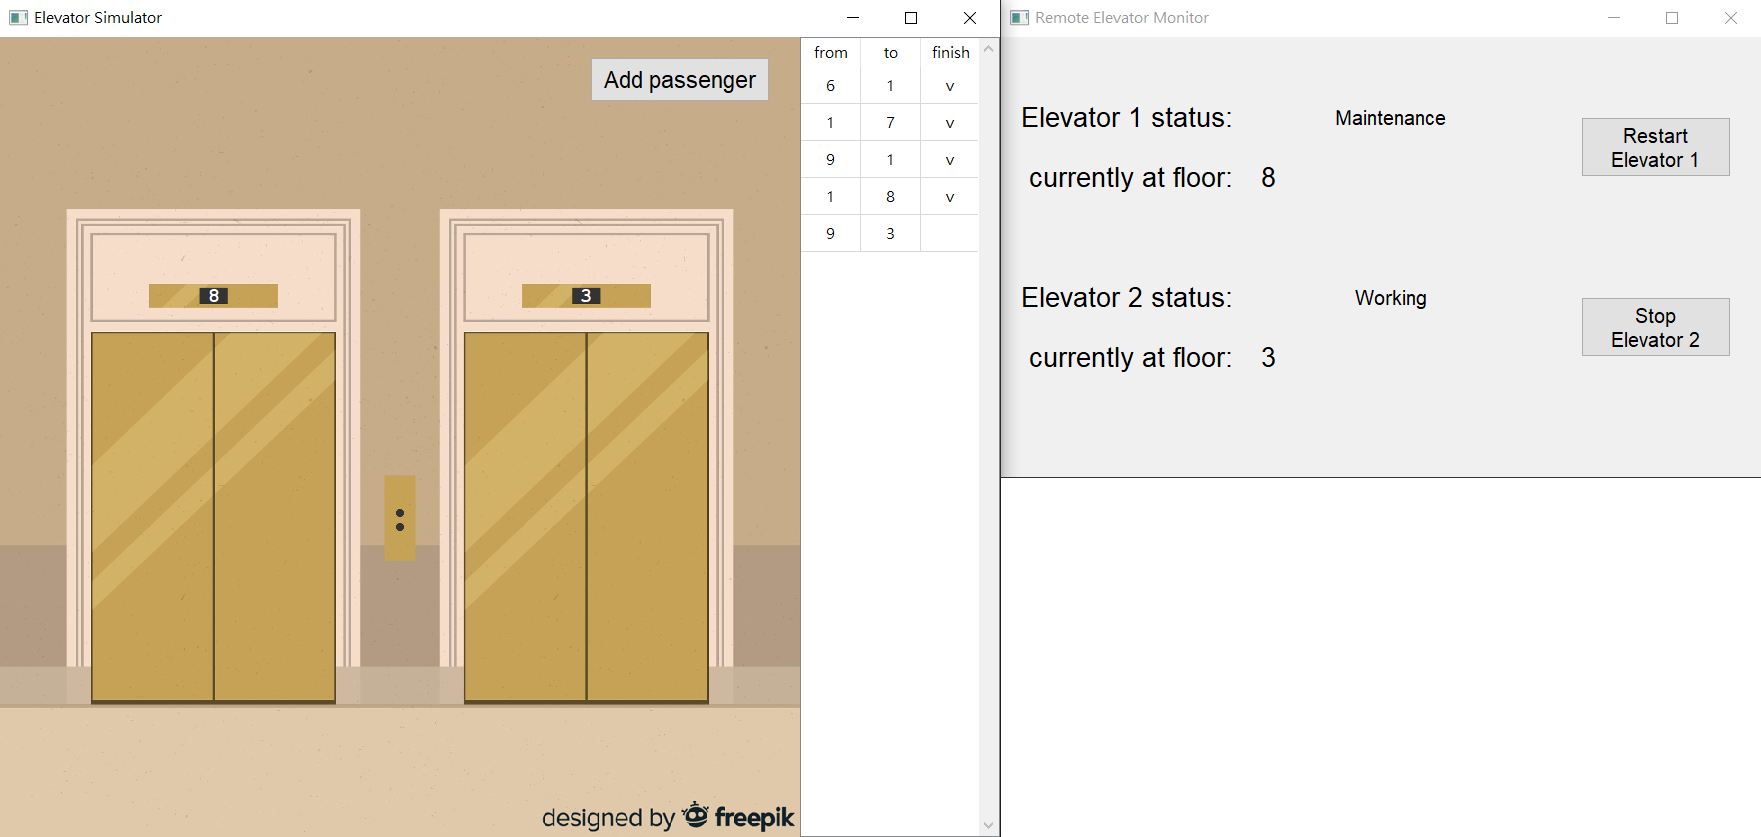 Elevator Simulator
Add passenger
from to finish
6 1 v
1 7 v
9 1 v
1 8 v
9 3
8
3
designed by freepik
Remote Elevator Monitor
Elevator 1 status: Maintenance
Restart
Elevator 1
currently at floor: 8
Elevator 2 status: Working
Stop
Elevator 2
currently at floor: 3